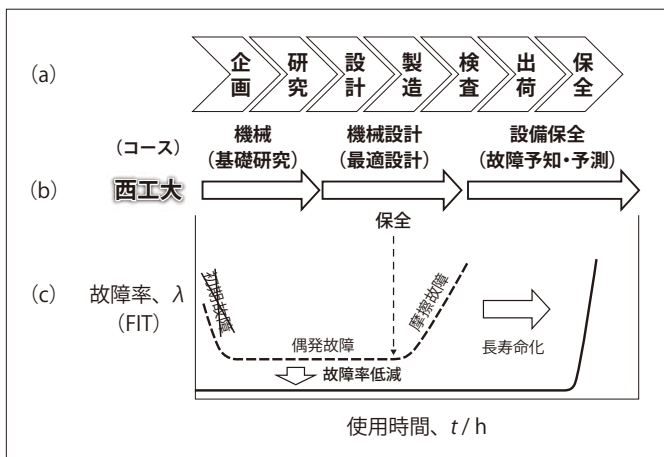 (a)
企画
研究
設計
製造
検査
出荷
保全
(コース)
機械
(基礎研究)
機械設計
(最適設計)
設備保全
(故障予知・予測)
(b)
西工大
保全
(c)
故障率、λ
(FIT)
初期故障
偶発故障
摩擦故障
長寿命化
故障率低減
使用時間、t / h